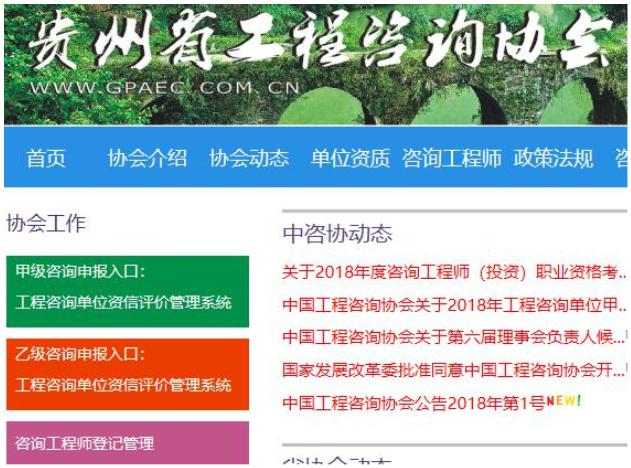 贵州省工程咨询协会
WWW.GPAEC.COM.CN
首页 协会介绍 协会动态 单位资质 咨询工程师 政策法规 咨
协会工作
甲级咨询申报入口：
工程咨询单位资信评价管理系统
乙级咨询申报入口：
工程咨询单位资信评价管理系统
咨询工程师登记管理
中咨协动态
关于2018年度咨询工程师（投资）职业资格考..
中国工程咨询协会关于2018年工程咨询单位甲..
中国工程咨询协会关于第六届理事会负责人候...
国家发展改革委批准同意中国工程咨询协会开...
中国工程咨询协会公告2018年第1号NEW!